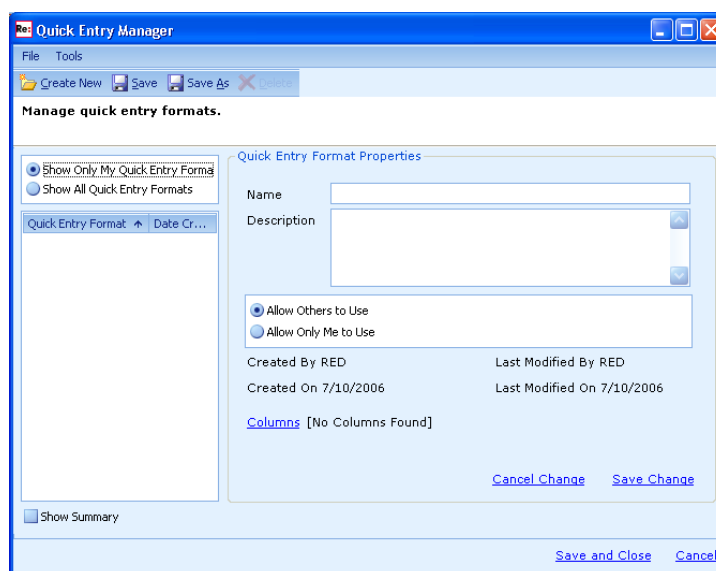 Re: Quick Entry Manager
File Tools
Create New Save Save As Delete
Manage quick entry formats.
Show Only My Quick Entry Forma
Show All Quick Entry Formats
Quick Entry Format Date Cr...
Show Summary
Quick Entry Format Properties
Name
Description
Allow Others to Use
Allow Only Me to Use
Created By RED Last Modified By RED
Created On 7/10/2006 Last Modified On 7/10/2006
Columns [No Columns Found]
Cancel Change Save Change
Save and Close Cancel